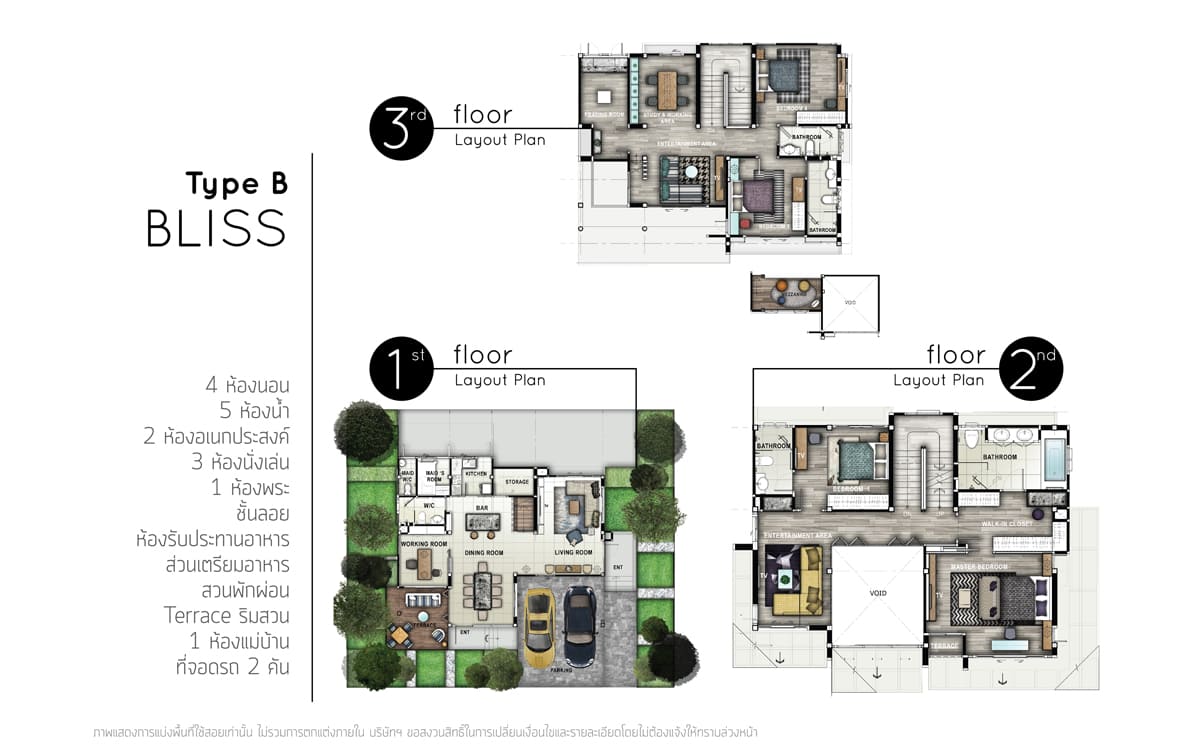 3rd
floor
Layout Plan
PRAYING ROOM
STUDY & WORKING
AREA
BEDROOM 4
BATHROOM
ENTERTAINMENT AREA
TV
TV
TV
BATHROOM
Type B
BLISS
VOID
4 ห้องนอน
5 ห้องน้ำ
2 ห้องอเนกประสงค์
3 ห้องนั่งเล่น
1 ห้องพระ
ชั้นลอย
ห้องรับประทานอาหาร
ส่วนเตรียมอาหาร
สวนพักผ่อน
Terrace ริมสวน
1 ห้องแม่บ้าน
ที่จอดรถ 2 คัน
1st
floor
Layout Plan
MAID
W/C
MAID 'S
ROOM
KITCHEN
STORAGE
W/C
BAR
WORKING ROOM
DINING ROOM
LIVING ROOM
ENT
TERRACE
ENT
PARKING
floor
Layout Plan
2nd
BATHROOM
TV
BEDROOM
BATHROOM
WALK-IN CLOSET
ENTERTAINMENT AREA
TV
VOID
MASTER BEDROOM
TV
TERRACE
ภาพแสดงการแบ่งพื้นที่ใช้สอยเท่านั้น ไม่รวมการตกแต่งภายใน บริษัทฯ ขอสงวนสิทธิ์ในการเปลี่ยนเงื่อนไขและรายละเอียดโดยไม่ต้องแจ้งให้ทราบล่วงหน้า